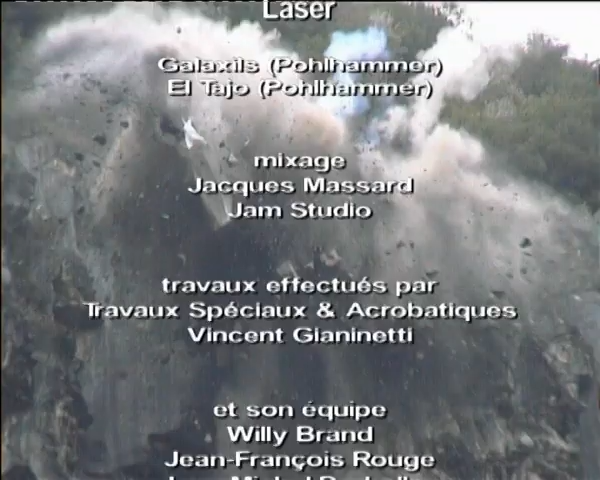 Laser
Galaxiis (Pohlhammer)
El Tajo (Pohlhammer)
mixage
Jacques Massard
Jam Studio
travaux effectués par
Travaux Spéciaux & Acrobatiques
Vincent Gianinetti
et son équipe
Willy Brand
Jean-François Rouge